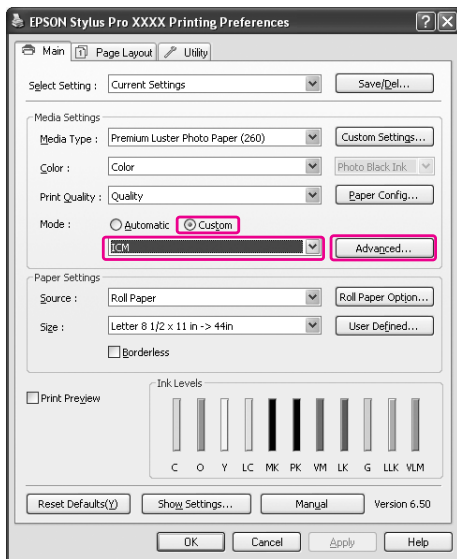 EPSON Stylus Pro XXXX Printing Preferences
Main Page Layout Utility
Select Setting : Current Settings Save/Del...
Media Settings
Media Type : Premium Luster Photo Paper (260) Custom Settings...
Color : Color Photo Black Ink
Print Quality : Quality Paper Config...
Mode : Automatic Custom
ICM Advanced...
Paper Settings
Source : Roll Paper Roll Paper Option...
Size : Letter 8 1/2 x 11 in -> 44in User Defined...
Borderless
Ink Levels
Print Preview
C O Y LC MK PK VM LK G LLK VLM
Reset Defaults(Y) Show Settings... Manual Version 6.50
OK Cancel Apply Help